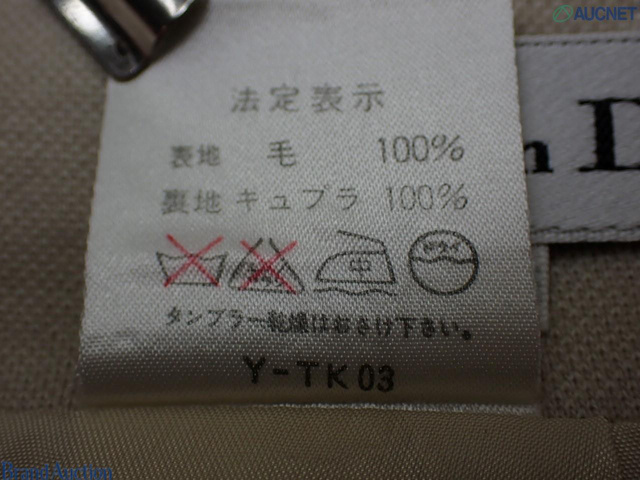 AUCNET
法定表示
表地 毛 100%
裏地 キュプラ 100%
中 ドライ
タンブラー乾燥はおさけ下さい。
Y-TK03
n D
Brand Auction